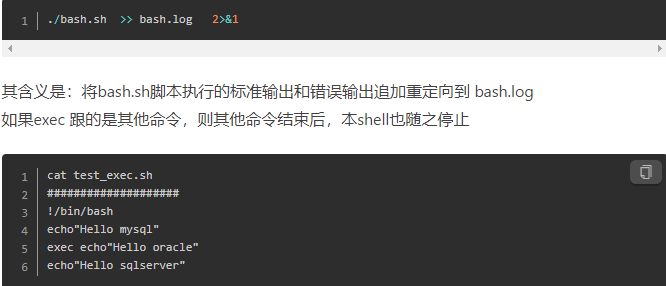 1 ./bash.sh >> bash.log 2>&1
其含义是：将bash.sh脚本执行的标准输出和错误输出追加重定向到 bash.log
如果exec 跟的是其他命令，则其他命令结束后，本shell也随之停止
1 cat test_exec.sh
2 ####################
3 !/bin/bash
4 echo"Hello mysql"
5 exec echo"Hello oracle"
6 echo"Hello sqlserver"